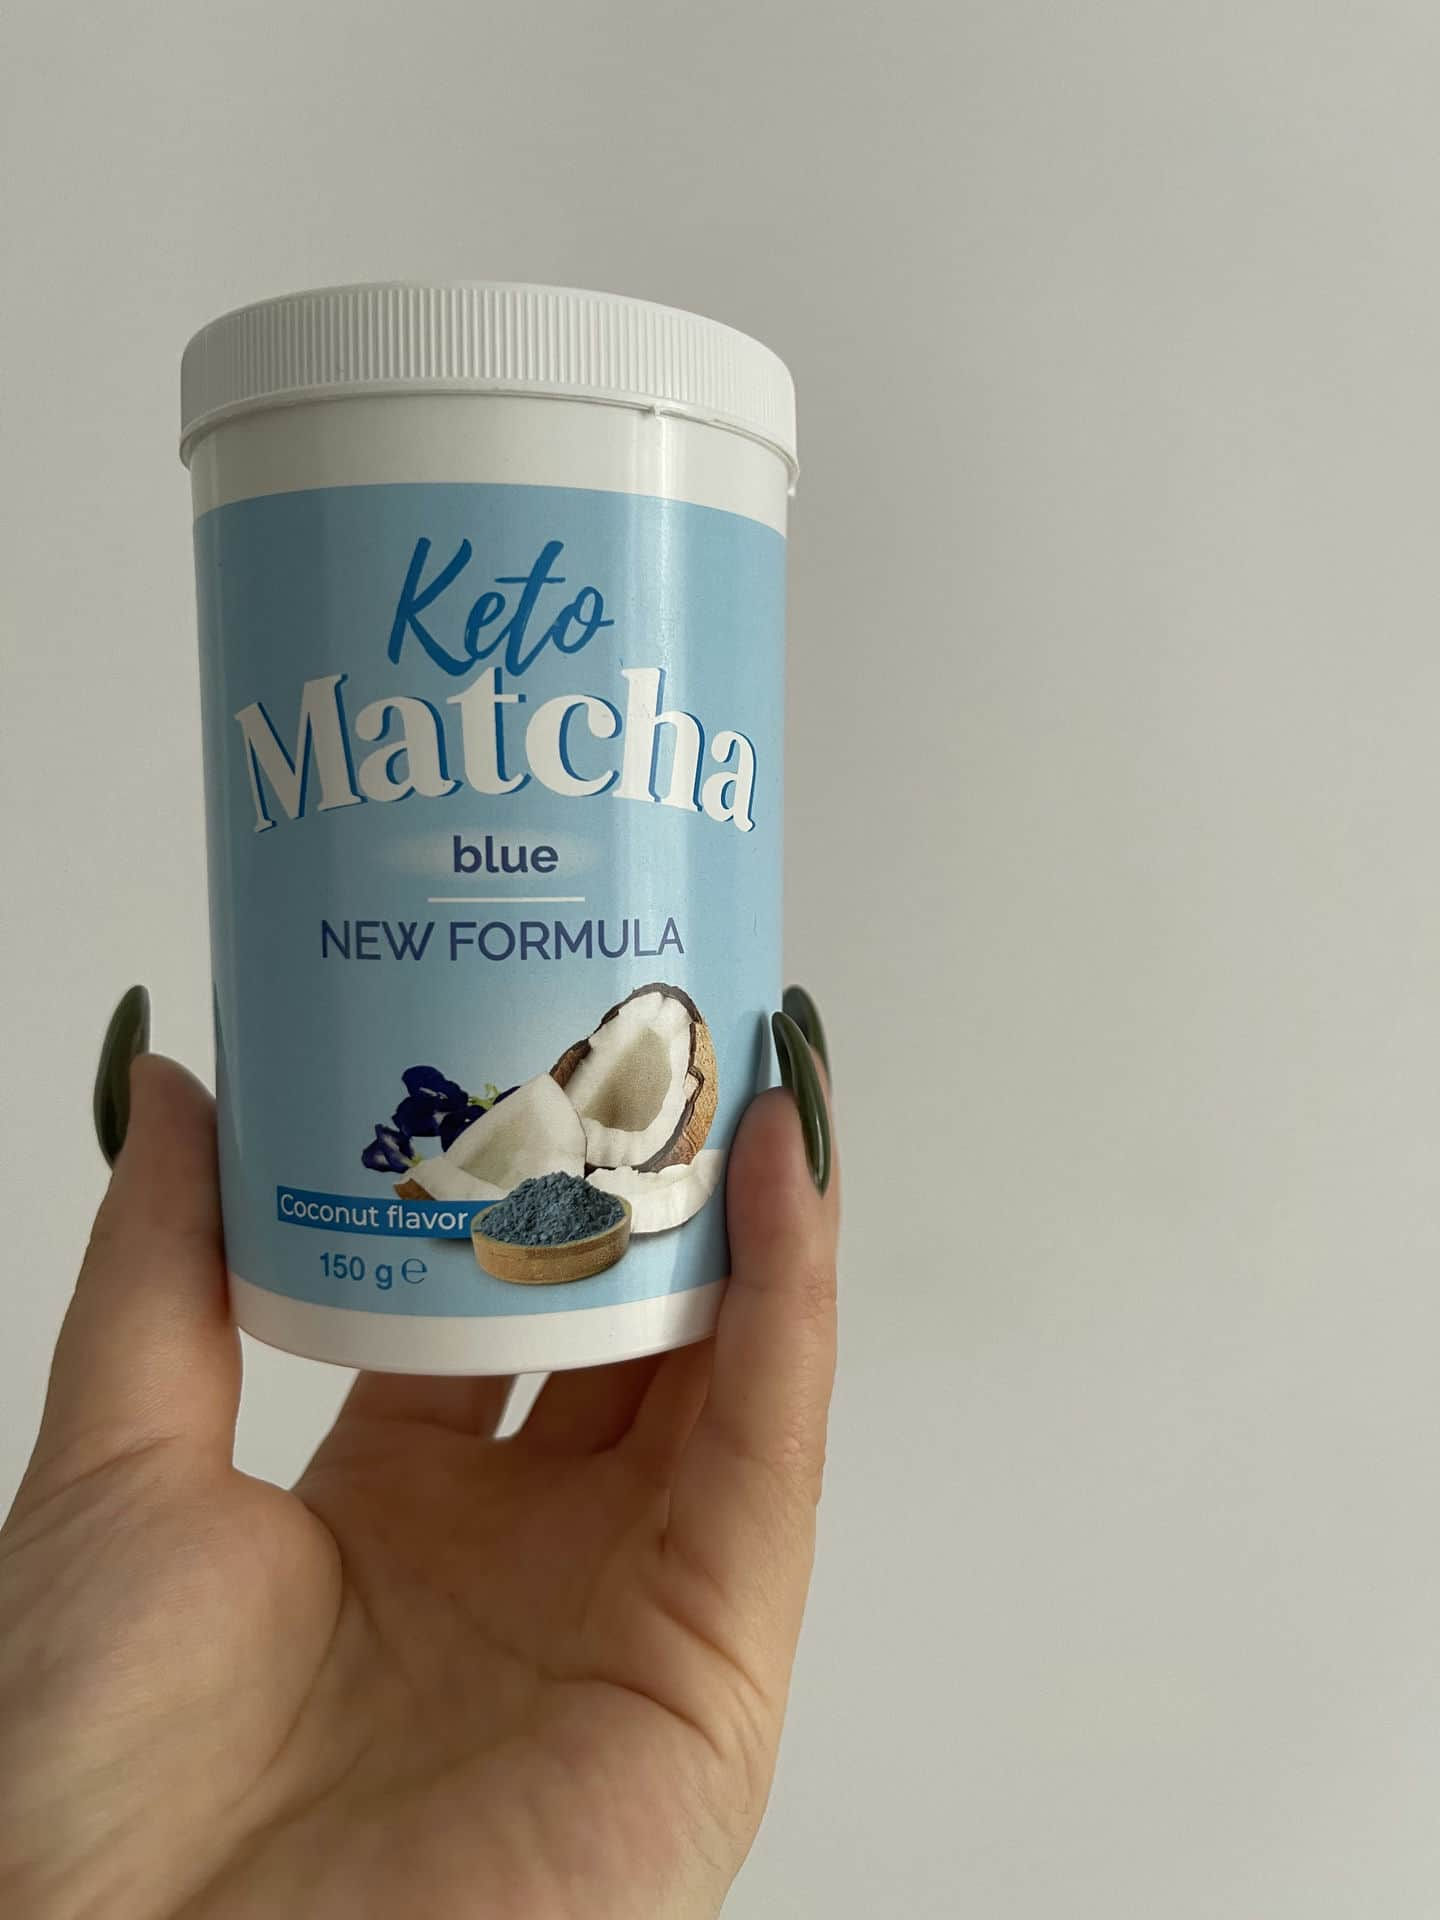 Keto
Matcha
blue
NEW FORMULA
Coconut flavor
150 g ℮